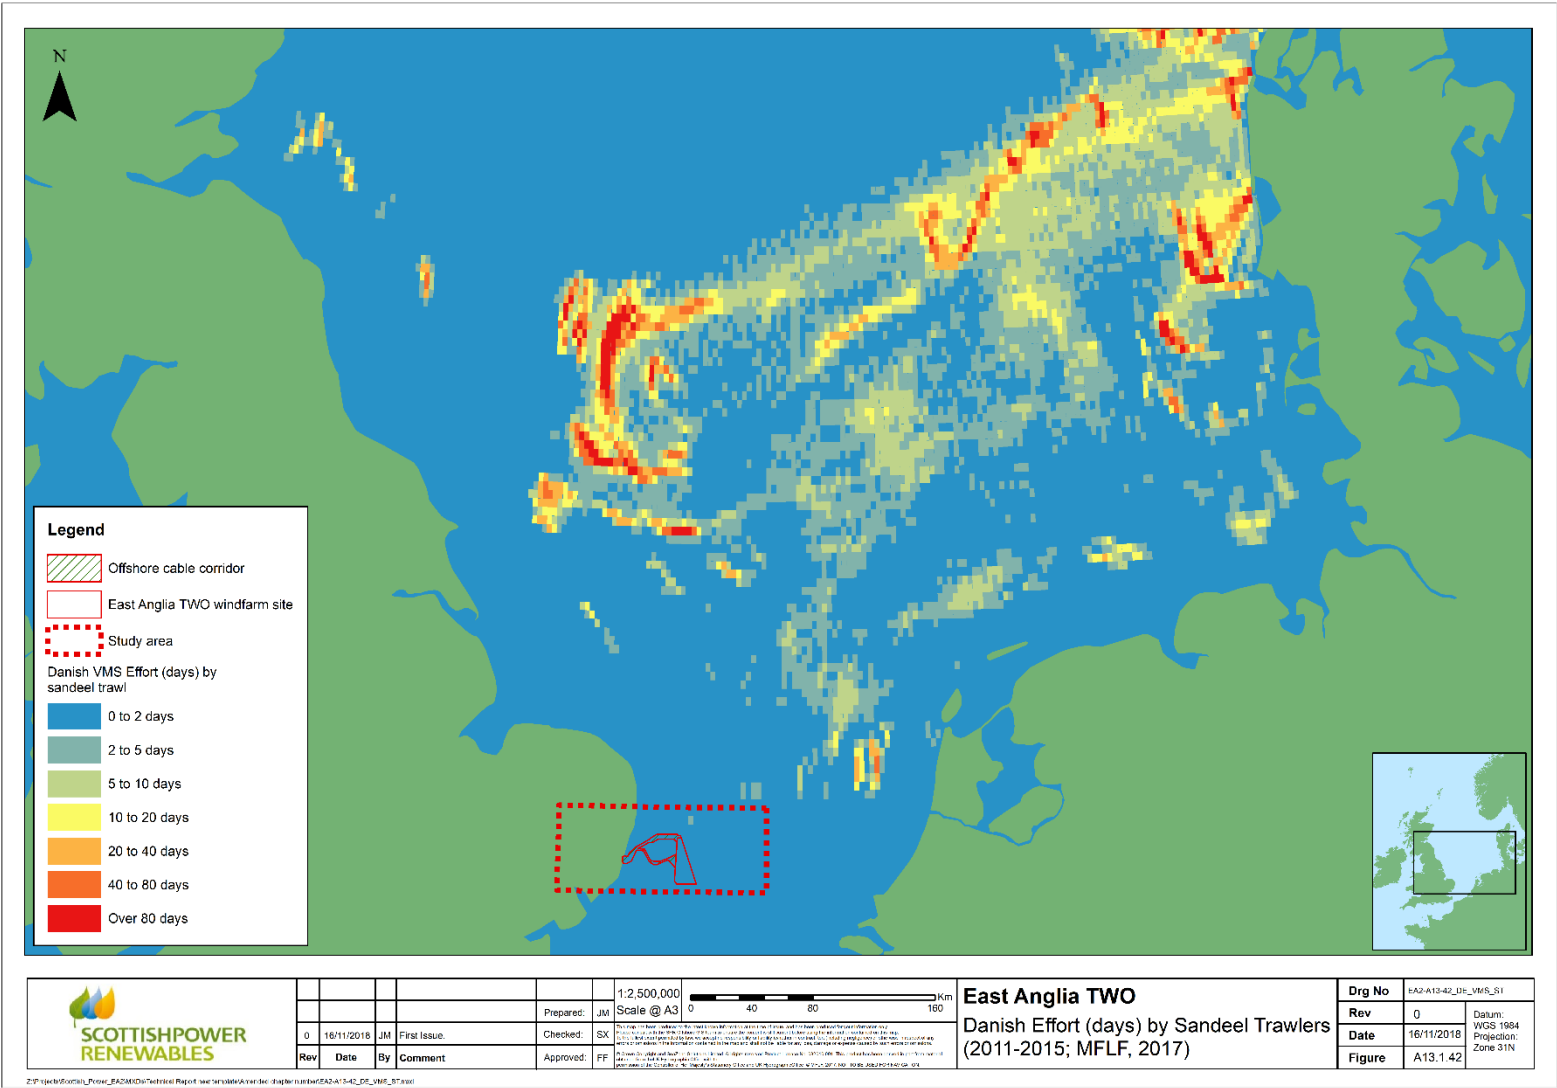 N
Legend
Offshore cable corridor
East Anglia TWO windfarm site
Study area
Danish VMS Effort (days) by
sandeel trawl
0 to 2 days
2 to 5 days
5 to 10 days
10 to 20 days
20 to 40 days
40 to 80 days
Over 80 days
SCOTTISHPOWER
RENEWABLES
0 16/11/2018 JM First Issue.
Rev Date By Comment
Prepared: JM
Checked: SX
Approved: FF
1:2,500,000
Scale @ A3
0 40 80 160
Km
East Anglia TWO
Danish Effort (days) by Sandeel Trawlers
(2011-2015; MFLF, 2017)
Drg No EA2-A13-42_DE_VMS_ST
Rev 0
Date 16/11/2018
Figure A13.1.42
Datum:
WGS 1984
Projection:
Zone 31N